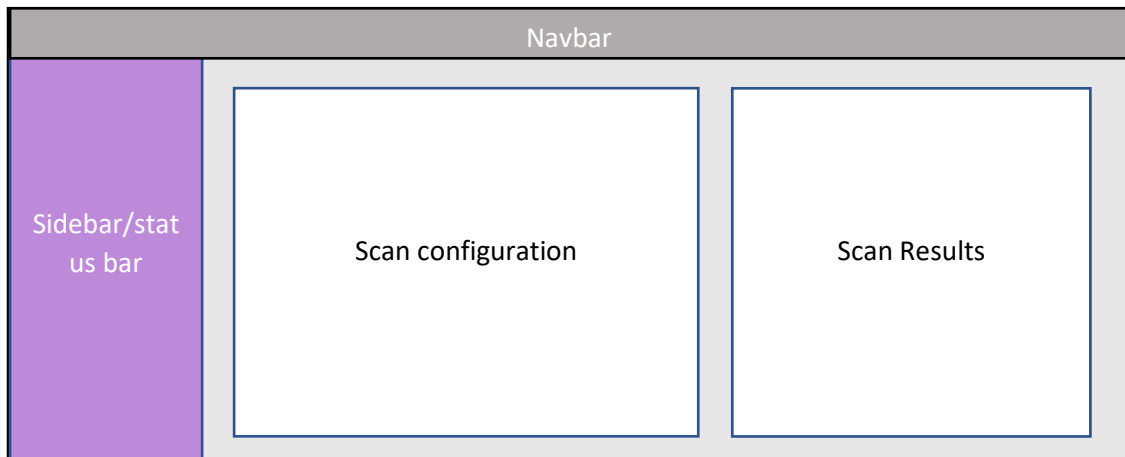 Navbar
Sidebar/stat
us bar
Scan configuration
Scan Results